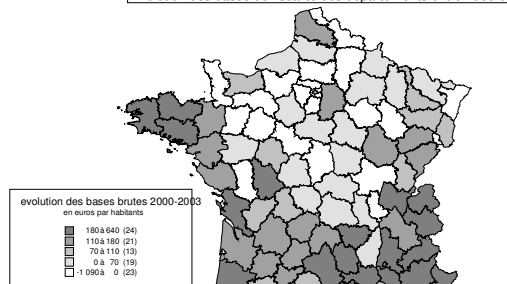 evolution des bases brutes 2000-2003
en euros par habitants
180 à 640 (24)
110 à 180 (21)
70 à 110 (13)
0 à 70 (19)
-1 090 à 0 (23)